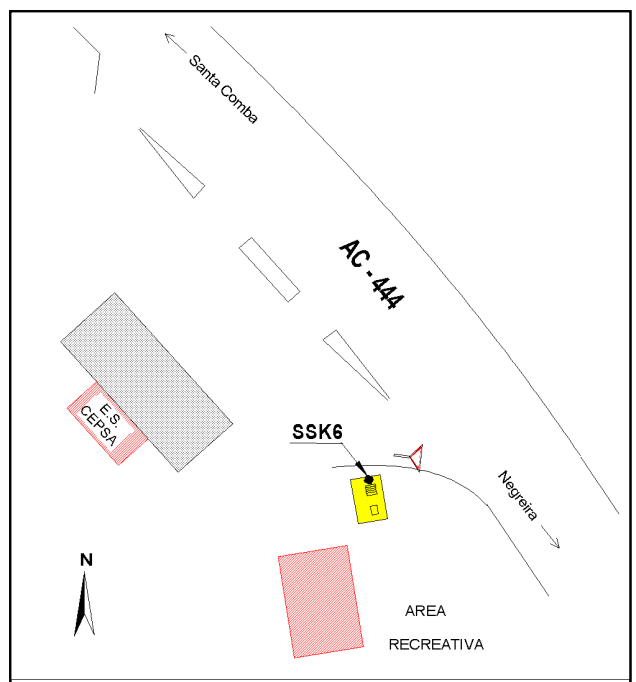 Santa Comba
AC - 444
E.S.
CEPSA
SSK6
Negreira
N
AREA
RECREATIVA